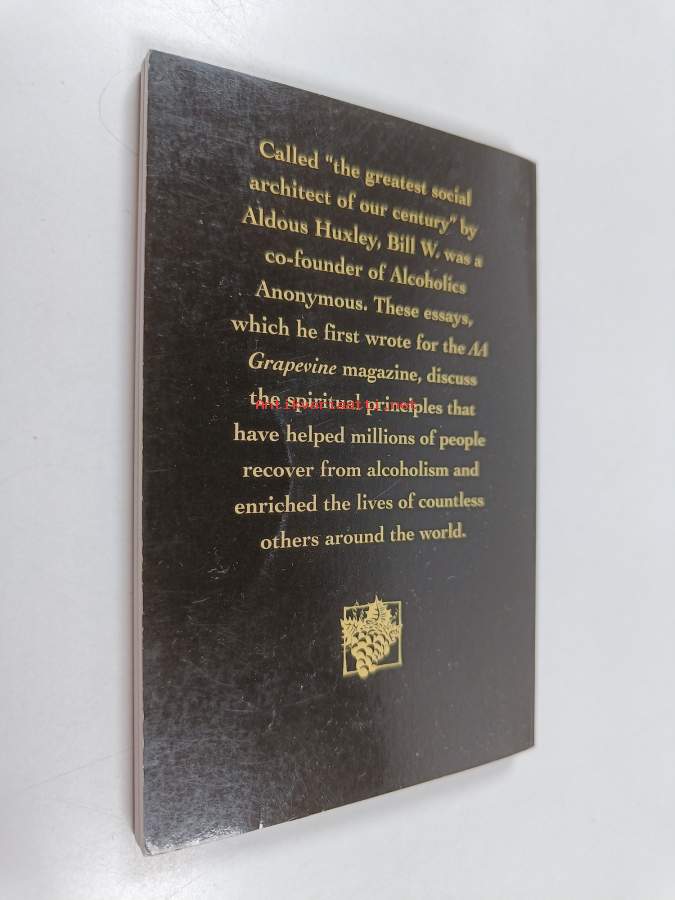 Called "the greatest social
architect of our century" by
Aldous Huxley, Bill W. was a
co-founder of Alcoholics
Anonymous. These essays,
which he first wrote for the AA
Grapevine magazine, discuss
the spiritual principles that
Antikvariaatti.net
have helped millions of people
recover from alcoholism and
enriched the lives of countless
others around the world.